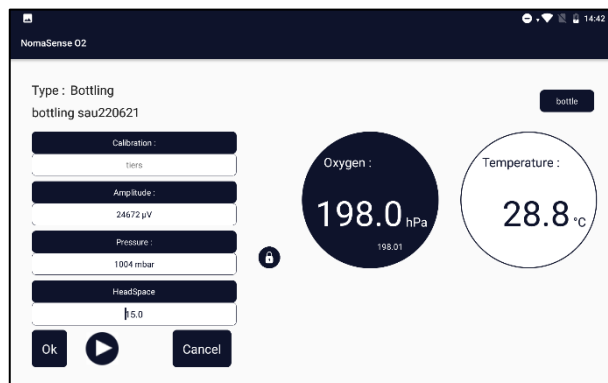 14:42
NomaSense O2
Type : Bottling
bottling sau220621
bottle
Calibration :
tiers
Amplitude :
24672 µV
Pressure :
1004 mbar
HeadSpace
15.0
Ok
Cancel
Oxygen :
198.0 hPa
198.01
Temperature :
28.8 °C